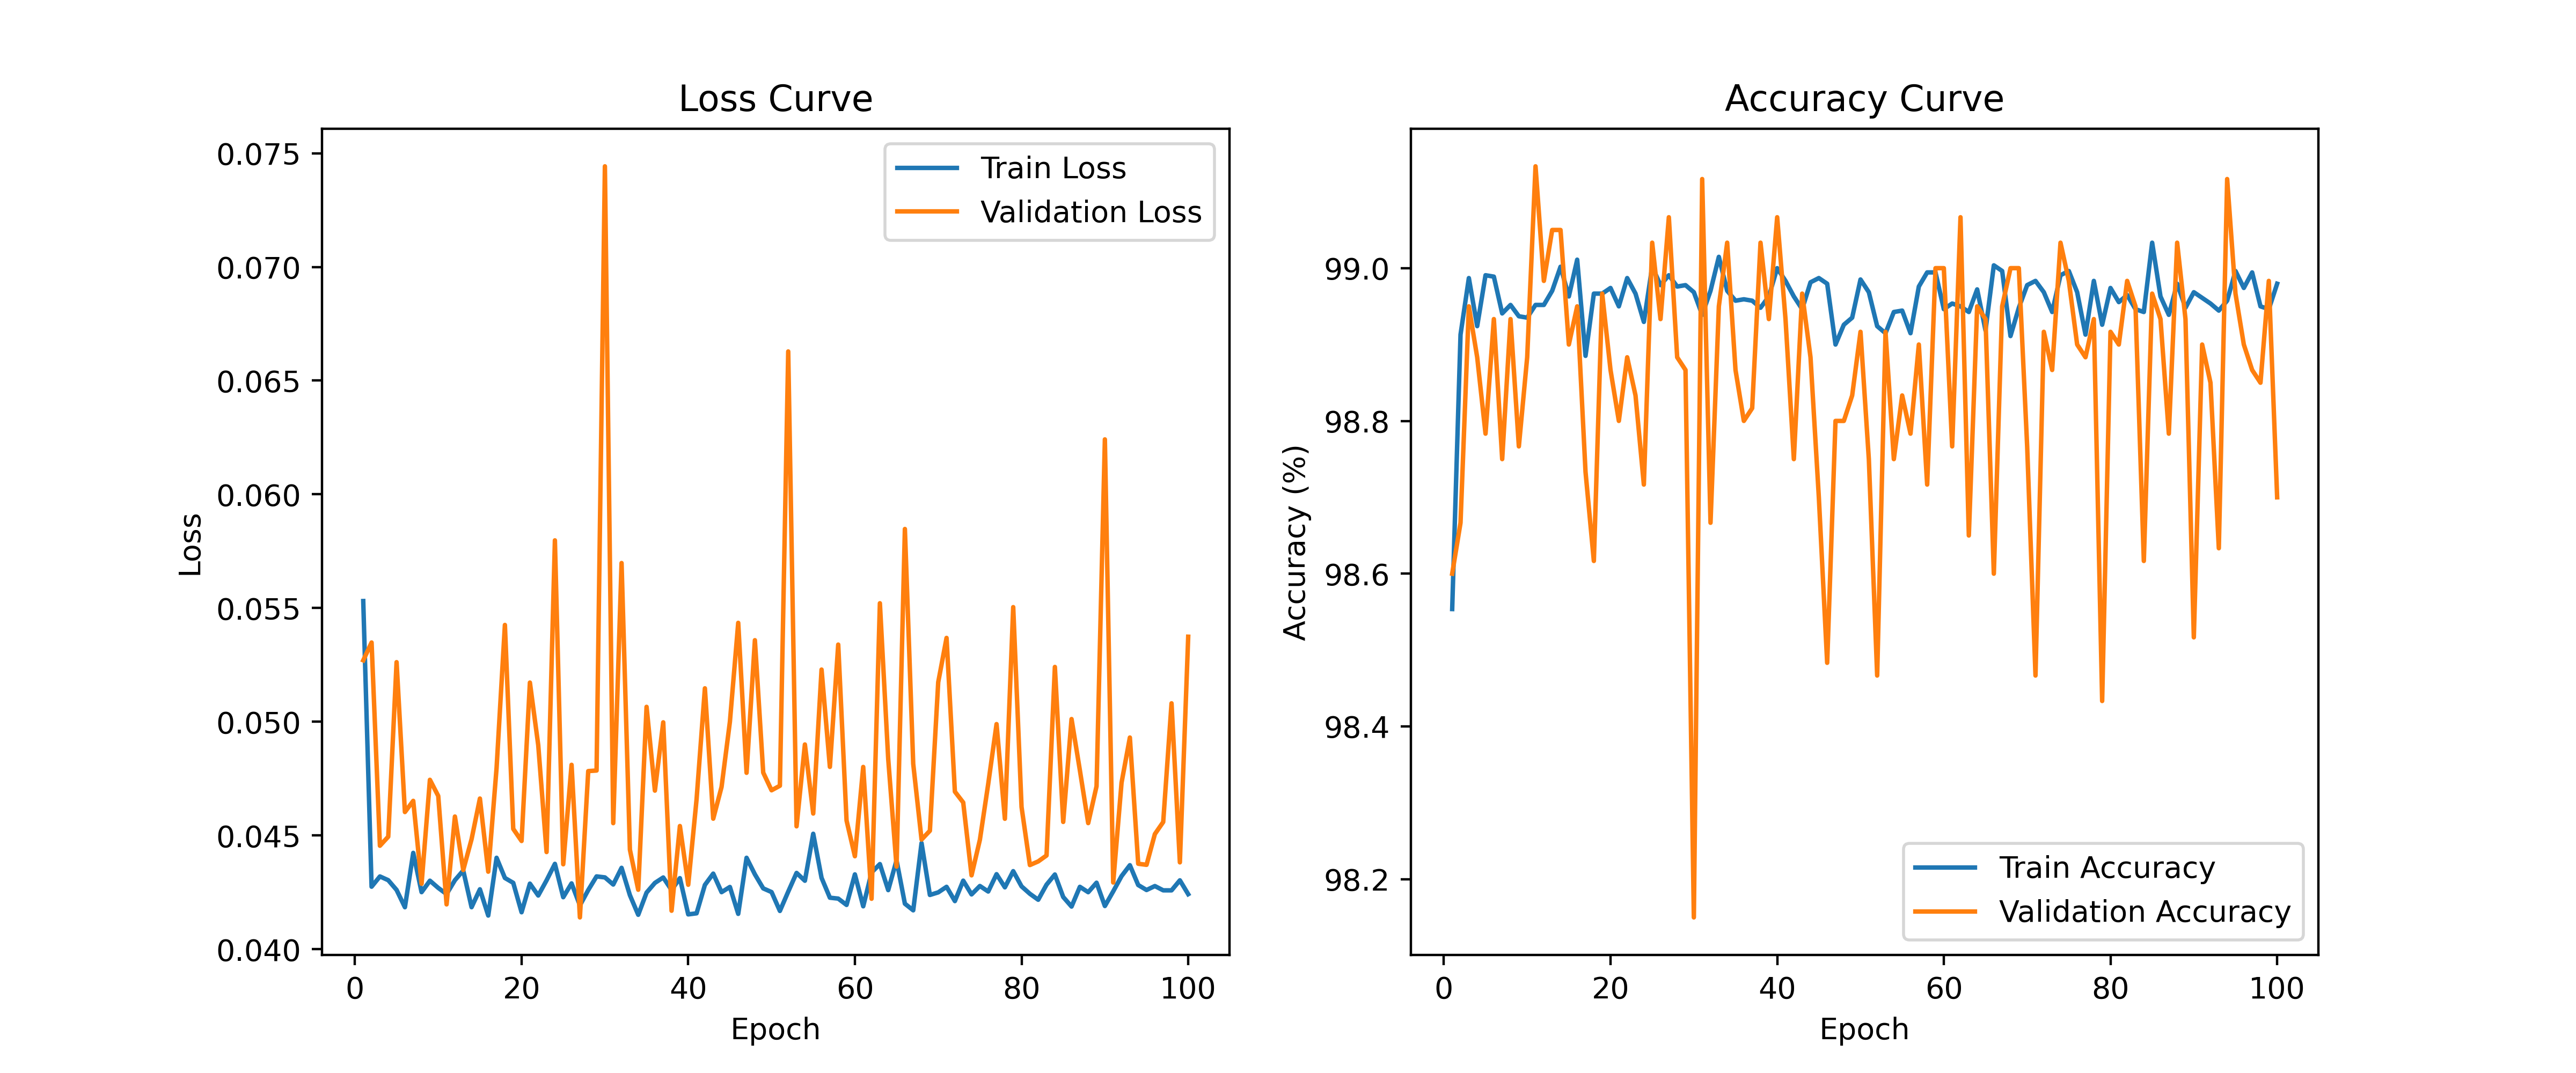 Loss Curve
0.075
0.070
0.065
0.060
0.055
0.050
0.045
0.040
Loss
0 20 40 60 80 100
Epoch
Train Loss
Validation Loss
Accuracy Curve
99.0
98.8
98.6
98.4
98.2
Accuracy (%)
0 20 40 60 80 100
Epoch
Train Accuracy
Validation Accuracy